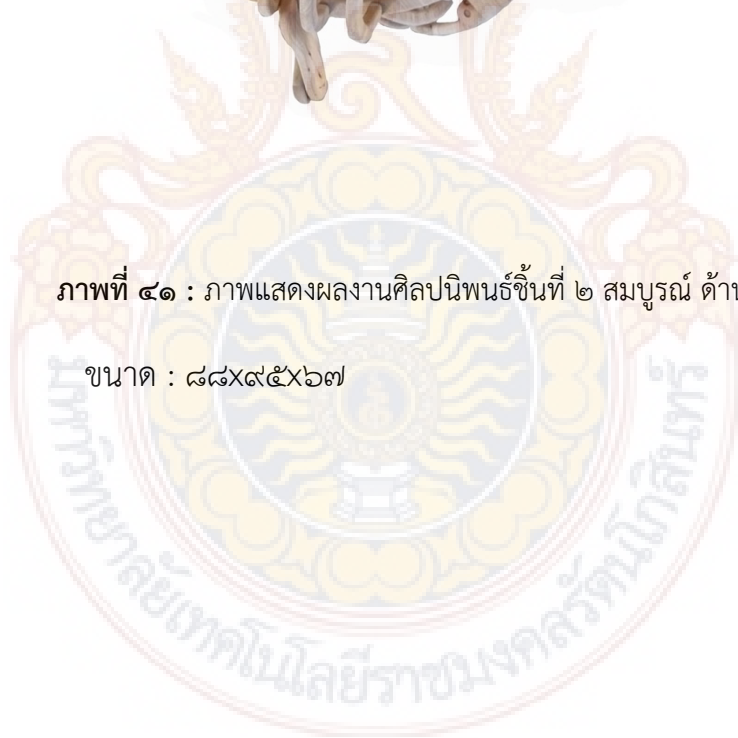 ภาพที่ ๔๑ : ภาพแสดงผลงานศิลปนิพนธ์ชิ้นที่ ๒ สมบูรณ์
ขนาด : ๘๘x๙๕x๖๗
มหาวิทยาลัยเทคโนโลยีราชมงคลรัตนโกสินทร์